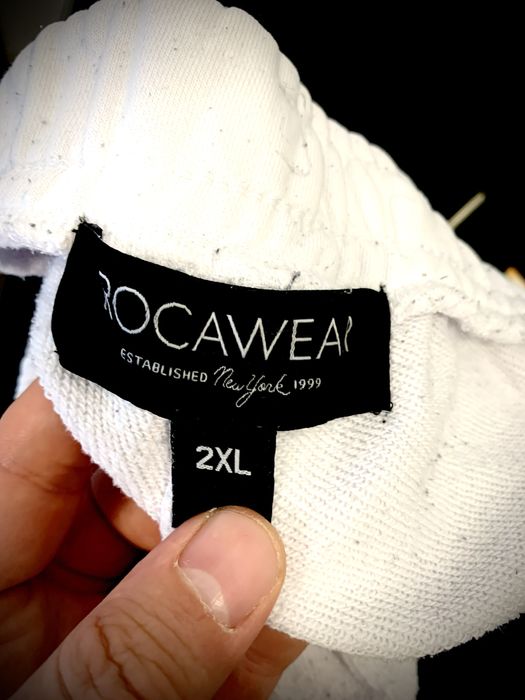 ROCAWEAR
ESTABLISHED New York 1999
2XL